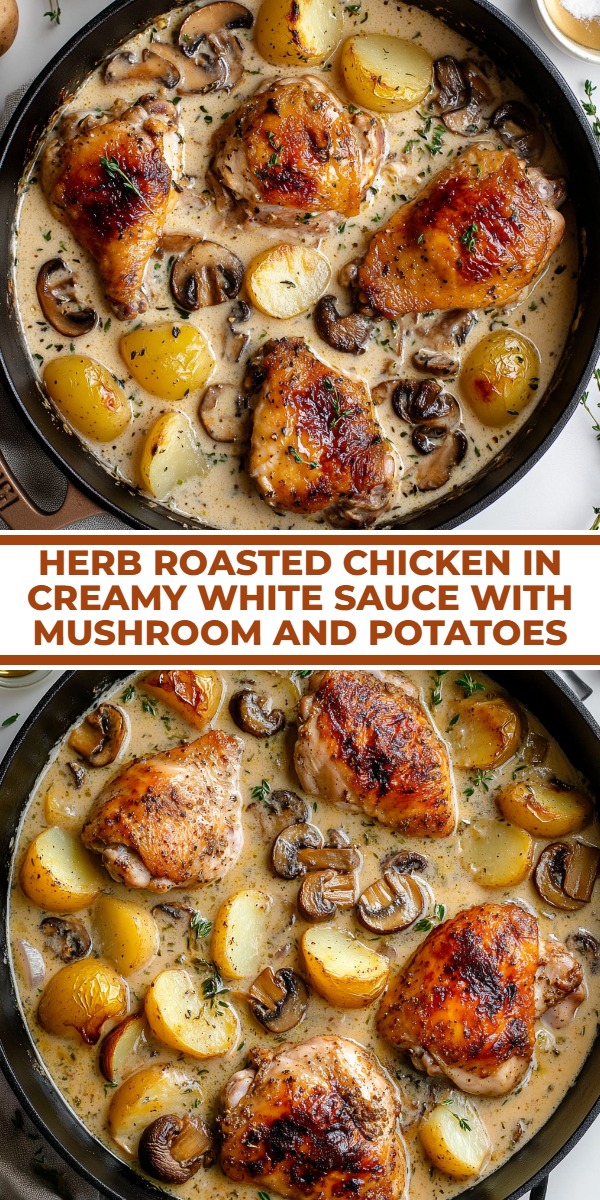 HERB ROASTED CHICKEN IN
CREAMY WHITE SAUCE WITH
MUSHROOM AND POTATOES